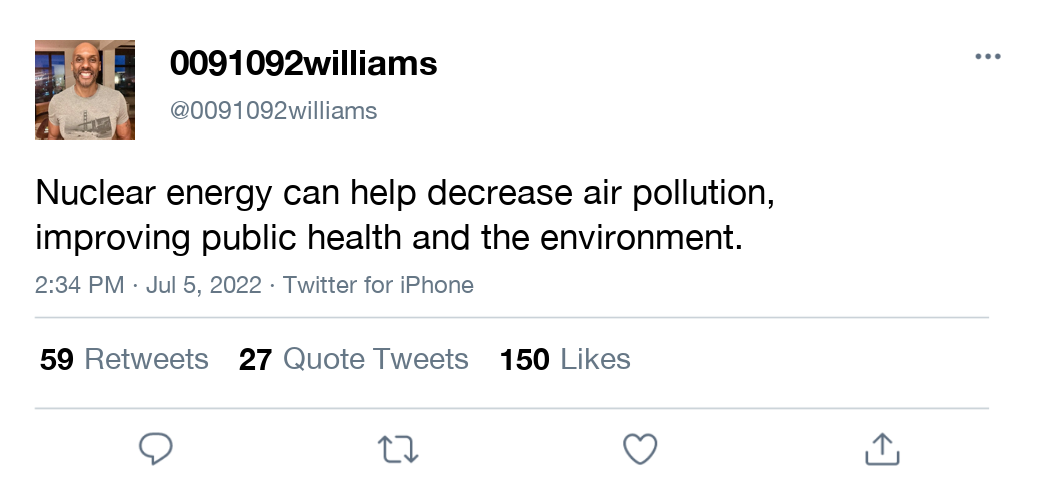 0091092williams
@0091092williams
Nuclear energy can help decrease air pollution,
improving public health and the environment.
2:34 PM · Jul 5, 2022 · Twitter for iPhone
59 Retweets 27 Quote Tweets 150 Likes